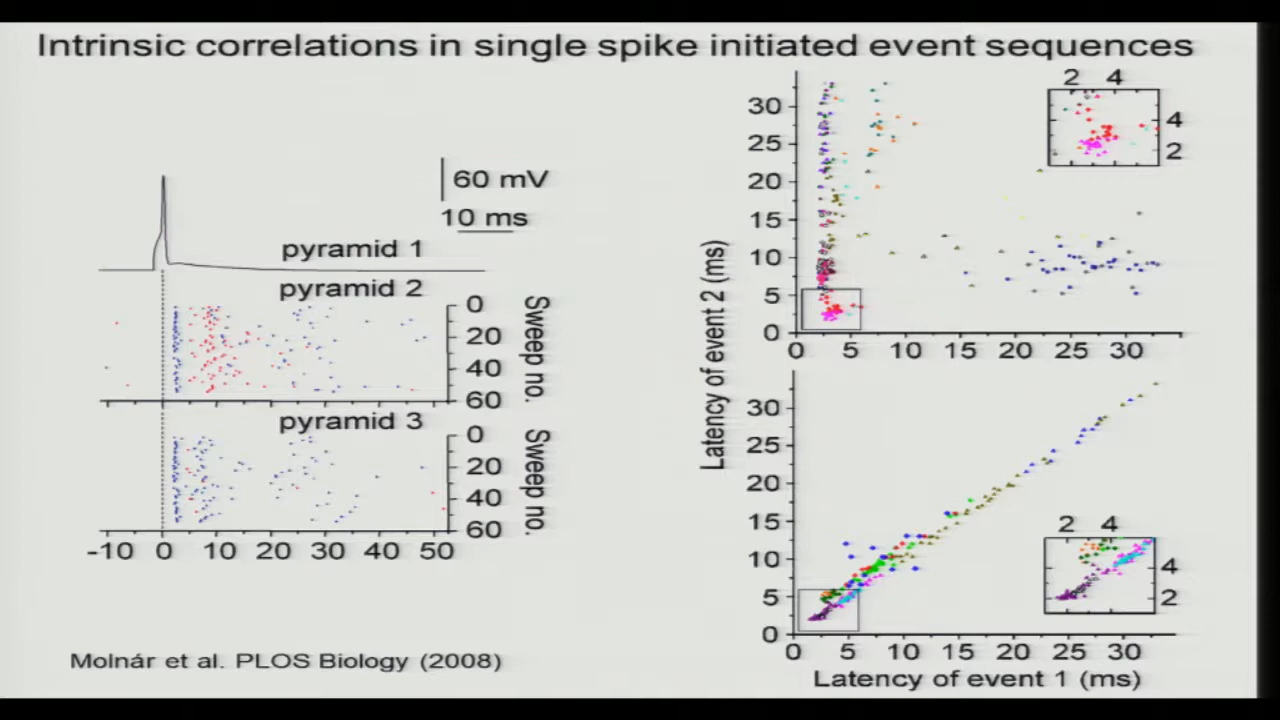 Intrinsic correlations in single spike initiated event sequences
60 mV
10 ms
pyramid 1
pyramid 2
0
20
40
60
Sweep no.
pyramid 3
0
20
40
60
Sweep no.
-10 0 10 20 30 40 50
Molnár et al. PLOS Biology (2008)
Latency of event 2 (ms)
30
25
20
15
10
5
0
0 5 10 15 20 25 30
2 4
4
2
30
25
20
15
10
5
0
0 5 10 15 20 25 30
2 4
4
2
Latency of event 1 (ms)